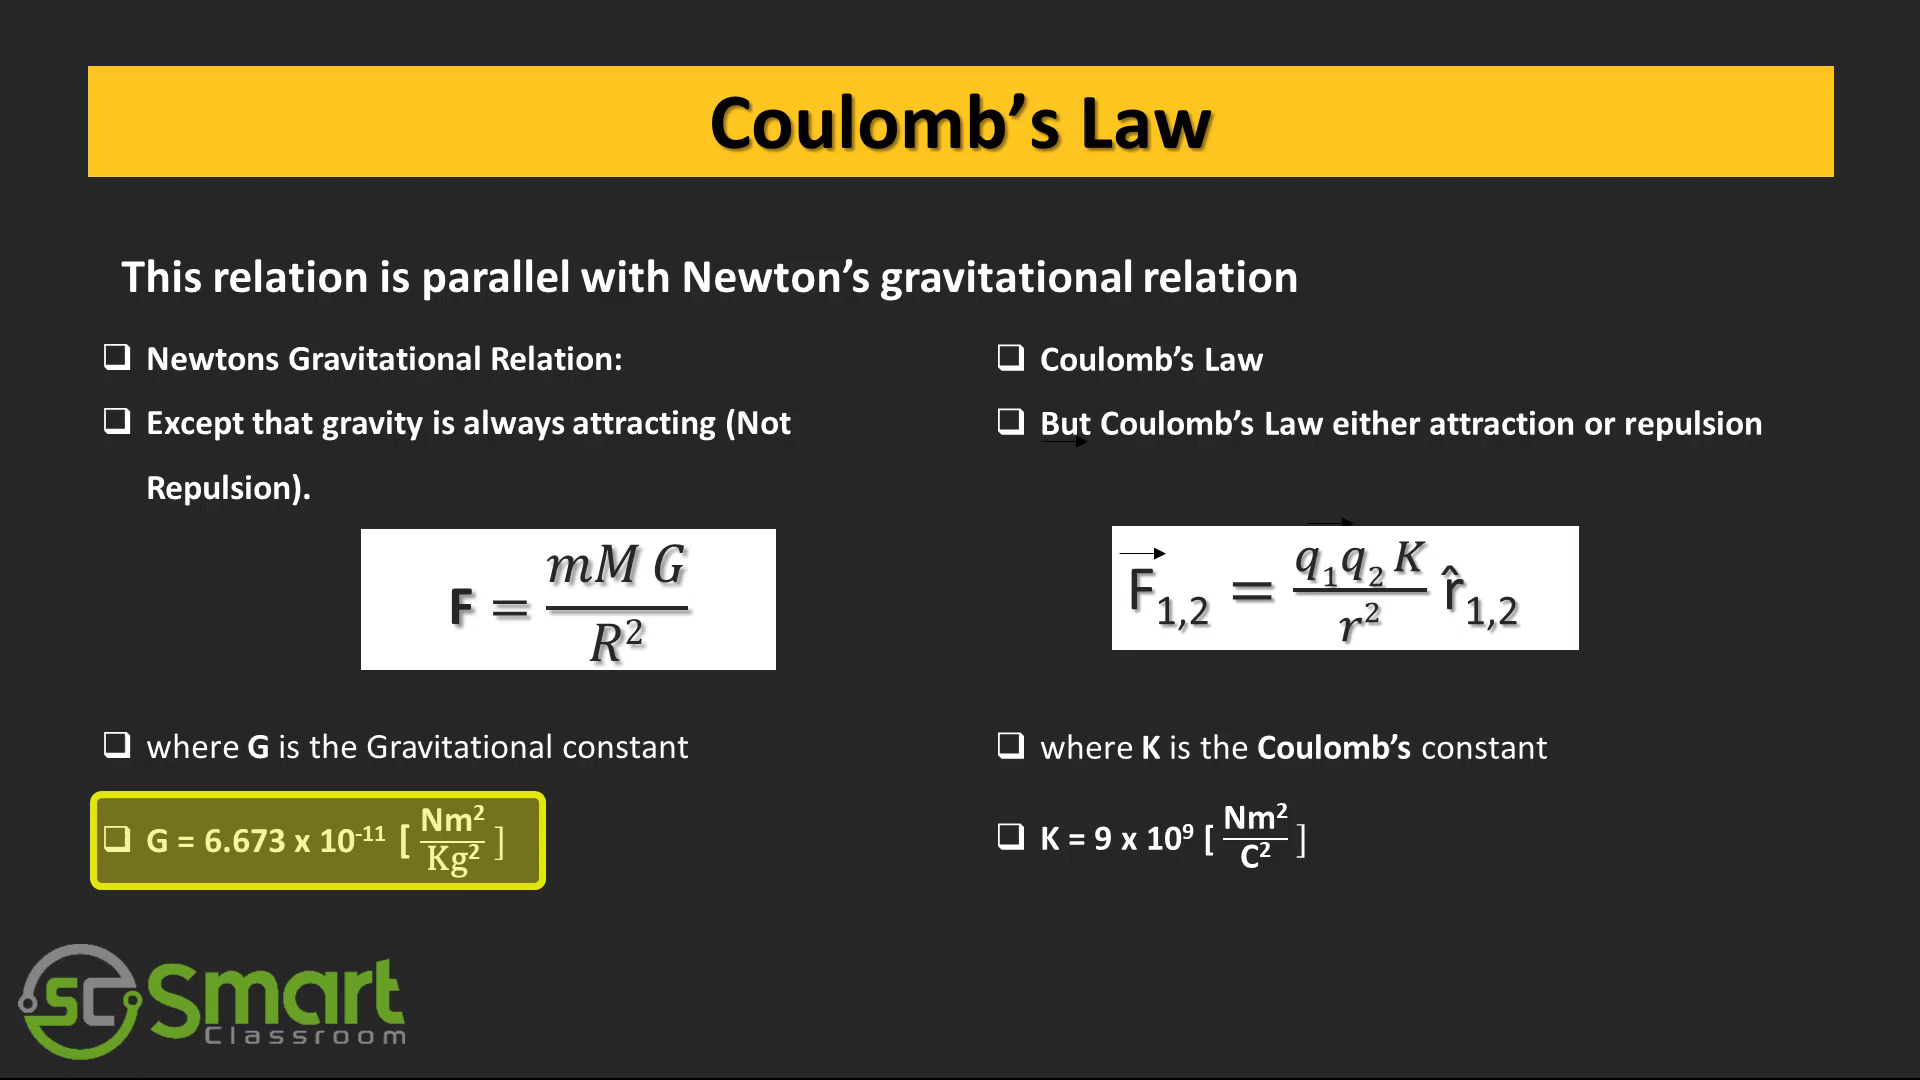 Coulomb’s Law
This relation is parallel with Newton’s gravitational relation
❑ Newtons Gravitational Relation:
❑ Except that gravity is always attracting (Not
Repulsion).
F = mM G / R²
❑ where G is the Gravitational constant
❑ G = 6.673 x 10⁻¹¹ [ Nm² / Kg² ]
❑ Coulomb’s Law
❑ But Coulomb’s Law either attraction or repulsion
F⃗₁,₂ = q₁q₂ K / r² r̂₁,₂
❑ where K is the Coulomb’s constant
❑ K = 9 x 10⁹ [ Nm² / C² ]
sc Smart
Classroom